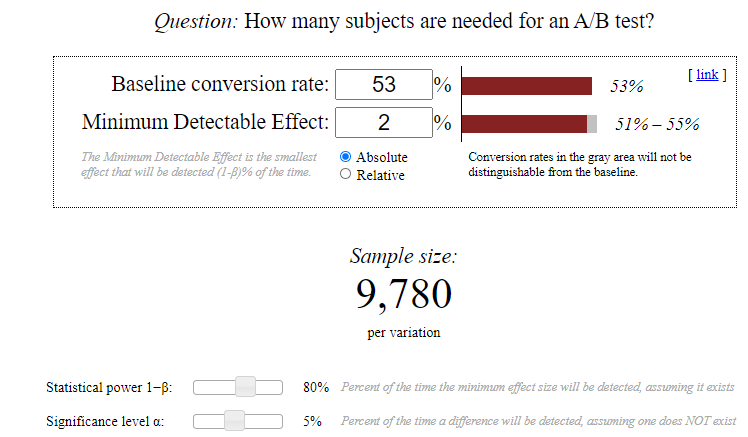 Question: How many subjects are needed for an A/B test?
[ link ]
Baseline conversion rate: 53 % 53%
Minimum Detectable Effect: 2 % 51% – 55%
The Minimum Detectable Effect is the smallest
effect that will be detected (1-β)% of the time.
Absolute
Relative
Conversion rates in the gray area will not be
distinguishable from the baseline.
Sample size:
9,780
per variation
Statistical power 1−β: 80% Percent of the time the minimum effect size will be detected, assuming it exists
Significance level α: 5% Percent of the time a difference will be detected, assuming one does NOT exist